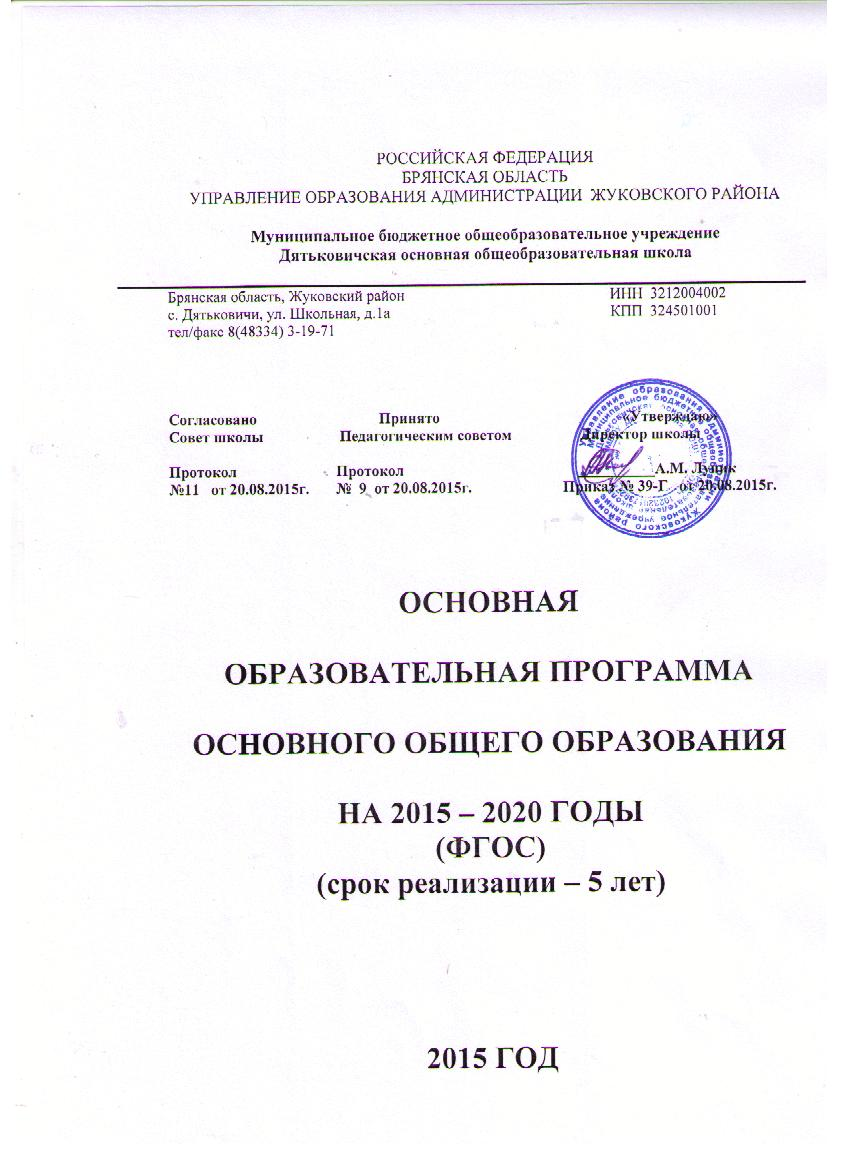 РОССИЙСКАЯ ФЕДЕРАЦИЯ
БРЯНСКАЯ ОБЛАСТЬ
УПРАВЛЕНИЕ ОБРАЗОВАНИЯ АДМИНИСТРАЦИИ ЖУКОВСКОГО РАЙОНА
Муниципальное бюджетное общеобразовательное учреждение
Дятьковичская основная общеобразовательная школа
Брянская область, Жуковский район ИНН 3212004002
с. Дятьковичи, ул. Школьная, д.1а КПП 324501001
тел/факс 8(48334) 3-19-71
Согласовано Принято «Утверждаю»
Совет школы Педагогическим советом Директор школы
Протокол Протокол А.М. Луцик
№11 от 20.08.2015г. № 9 от 20.08.2015г. Приказ № 39-Г от 20.08.2015г.
ОСНОВНАЯ
ОБРАЗОВАТЕЛЬНАЯ ПРОГРАММА
ОСНОВНОГО ОБЩЕГО ОБРАЗОВАНИЯ
НА 2015 – 2020 ГОДЫ
(ФГОС)
(срок реализации – 5 лет)
2015 ГОД